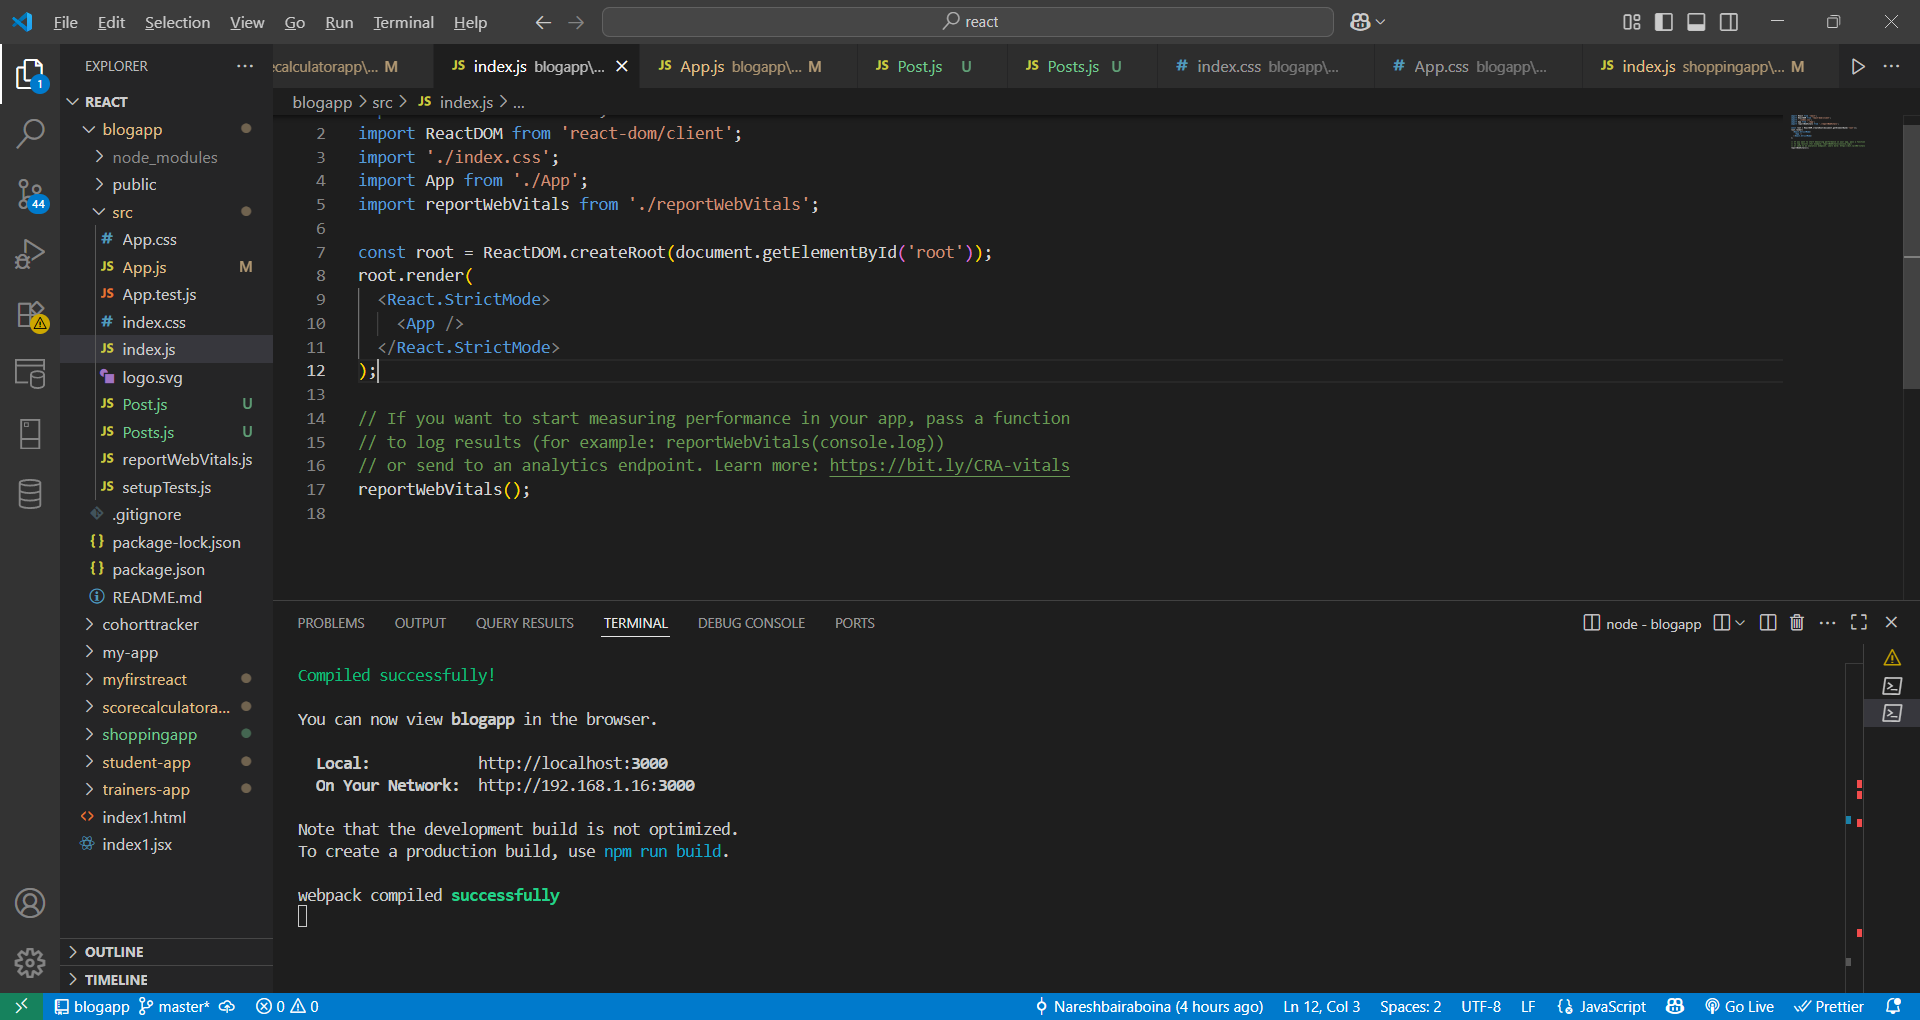 File Edit Selection View Go Run Terminal Help
react
EXPLORER
REACT
blogapp
node_modules
public
src
App.css
App.js M
App.test.js
index.css
index.js
logo.svg
Post.js U
Posts.js U
reportWebVitals.js
setupTests.js
.gitignore
package-lock.json
package.json
README.md
cohorttracker
my-app
myfirstreact
scorecalculatora...
shoppingapp
student-app
trainers-app
index1.html
index1.jsx
OUTLINE
TIMELINE
1
44
ecalculatorapp\... M
JS index.js blogapp\...
JS App.js blogapp\... M
JS Post.js U
JS Posts.js U
# index.css blogapp\...
# App.css blogapp\...
JS index.js shoppingapp\... M
blogapp > src > JS index.js > ...
2 import ReactDOM from 'react-dom/client';
3 import './index.css';
4 import App from './App';
5 import reportWebVitals from './reportWebVitals';
6
7 const root = ReactDOM.createRoot(document.getElementById('root'));
8 root.render(
9 <React.StrictMode>
10 <App />
11 </React.StrictMode>
12 );
13
14 // If you want to start measuring performance in your app, pass a function
15 // to log results (for example: reportWebVitals(console.log))
16 // or send to an analytics endpoint. Learn more: https://bit.ly/CRA-vitals
17 reportWebVitals();
18
PROBLEMS OUTPUT QUERY RESULTS TERMINAL DEBUG CONSOLE PORTS
node - blogapp
Compiled successfully!
You can now view blogapp in the browser.
Local: http://localhost:3000
On Your Network: http://192.168.1.16:3000
Note that the development build is not optimized.
To create a production build, use npm run build.
webpack compiled successfully
blogapp master* 0 0
Nareshbairaboina (4 hours ago) Ln 12, Col 3 Spaces: 2 UTF-8 LF JavaScript Go Live Prettier